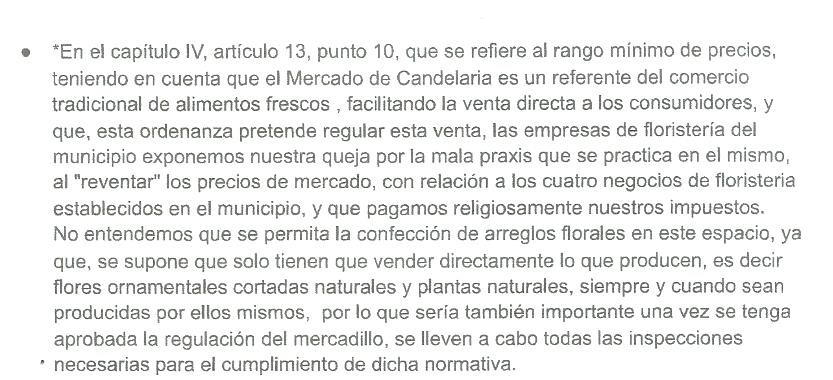 ● *En el capítulo IV, artículo 13, punto 10, que se refiere al rango mínimo de precios,
teniendo en cuenta que el Mercado de Candelaria es un referente del comercio
tradicional de alimentos frescos , facilitando la venta directa a los consumidores, y
que, esta ordenanza pretende regular esta venta, las empresas de floristería del
municipio exponemos nuestra queja por la mala praxis que se practica en el mismo,
al "reventar" los precios de mercado, con relación a los cuatro negocios de floristeria
establecidos en el municipio, y que pagamos religiosamente nuestros impuestos.
No entendemos que se permita la confección de arreglos florales en este espacio, ya
que, se supone que solo tienen que vender directamente lo que producen, es decir
flores ornamentales cortadas naturales y plantas naturales, siempre y cuando sean
producidas por ellos mismos, por lo que sería también importante una vez se tenga
aprobada la regulación del mercadillo, se lleven a cabo todas las inspecciones
necesarias para el cumplimiento de dicha normativa.